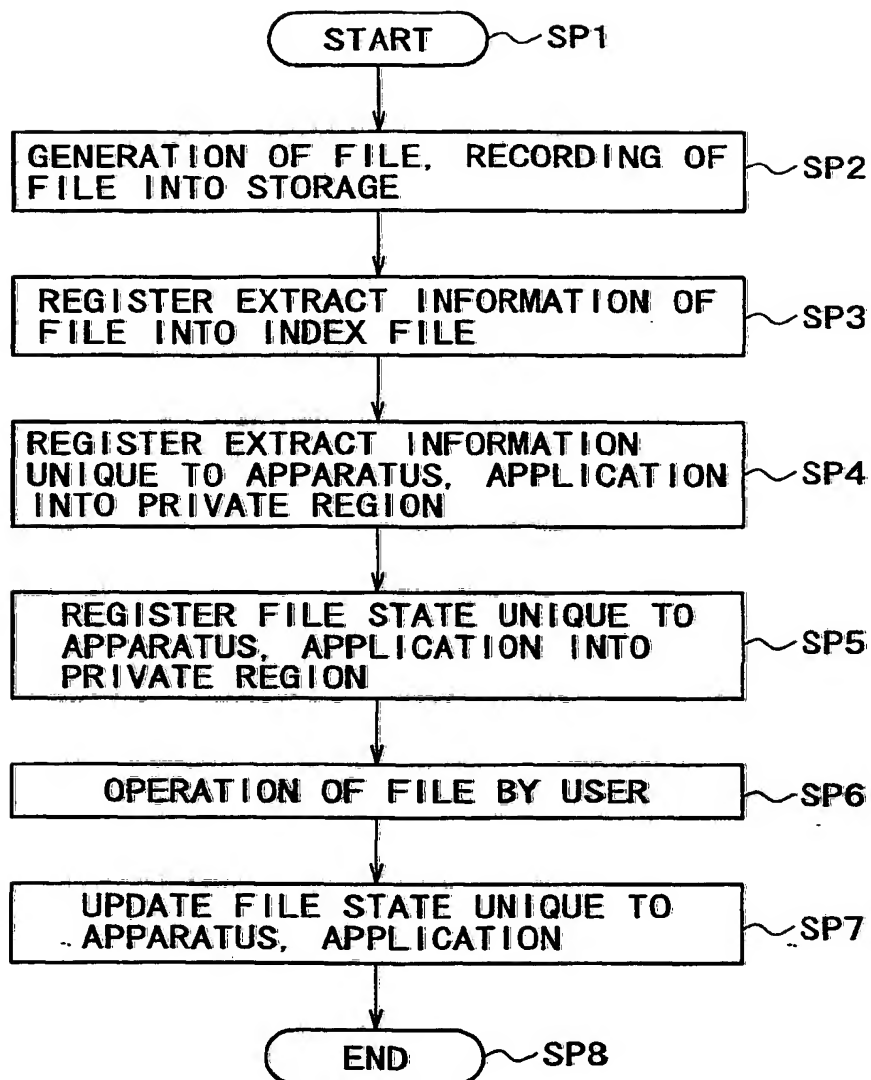 START SP1
GENERATION OF FILE, RECORDING OF
FILE INTO STORAGE
SP2
REGISTER EXTRACT INFORMATION OF
FILE INTO INDEX FILE
SP3
REGISTER EXTRACT INFORMATION
UNIQUE TO APPARATUS, APPLICATION
INTO PRIVATE REGION
SP4
REGISTER FILE STATE UNIQUE TO
APPARATUS, APPLICATION INTO
PRIVATE REGION
SP5
OPERATION OF FILE BY USER SP6
UPDATE FILE STATE UNIQUE TO
APPARATUS, APPLICATION
SP7
END SP8